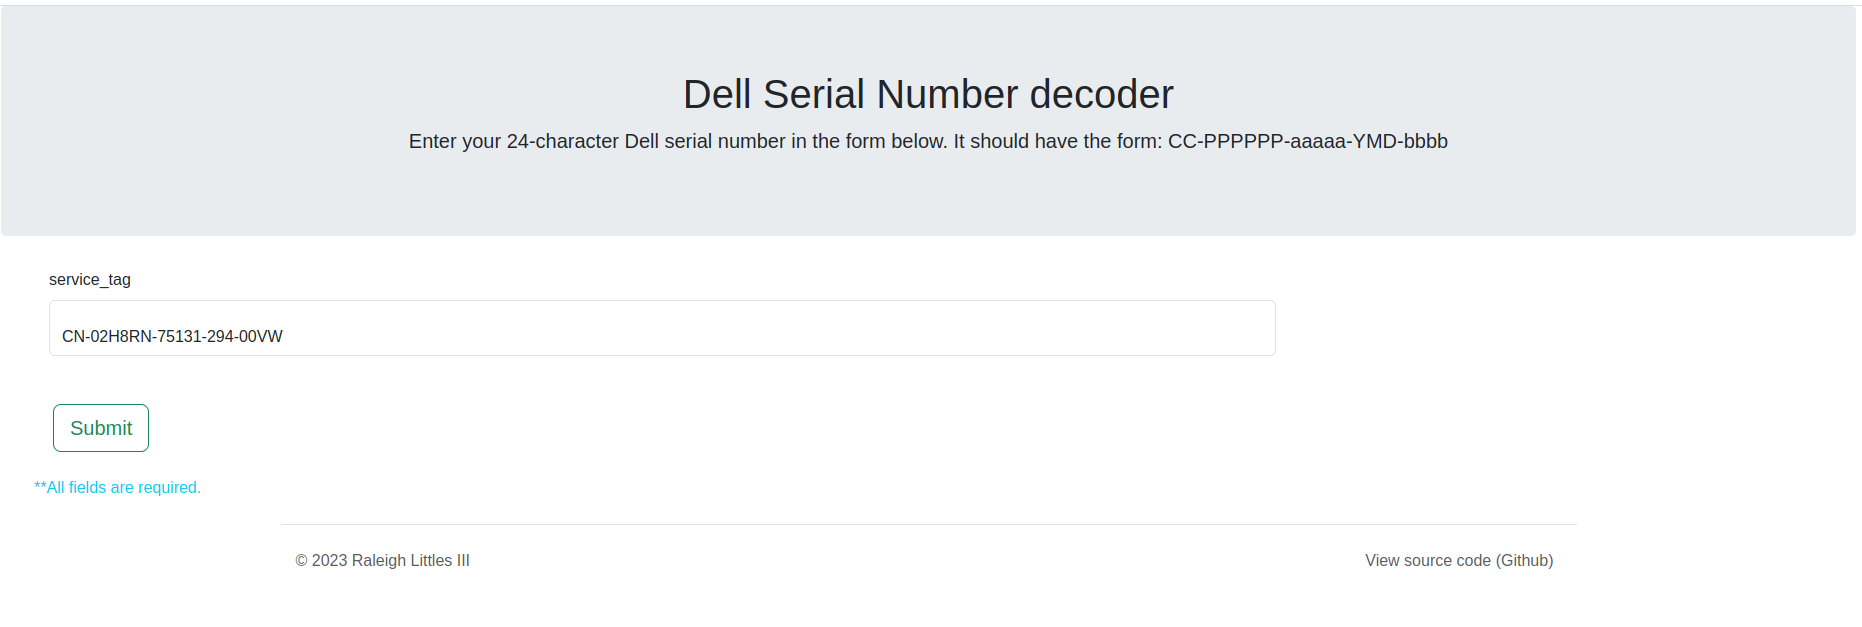 Dell Serial Number decoder
Enter your 24-character Dell serial number in the form below. It should have the form: CC-PPPPPP-aaaaa-YMD-bbbb
service_tag
CN-02H8RN-75131-294-00VW
Submit
**All fields are required.
© 2023 Raleigh Littles III
View source code (Github)